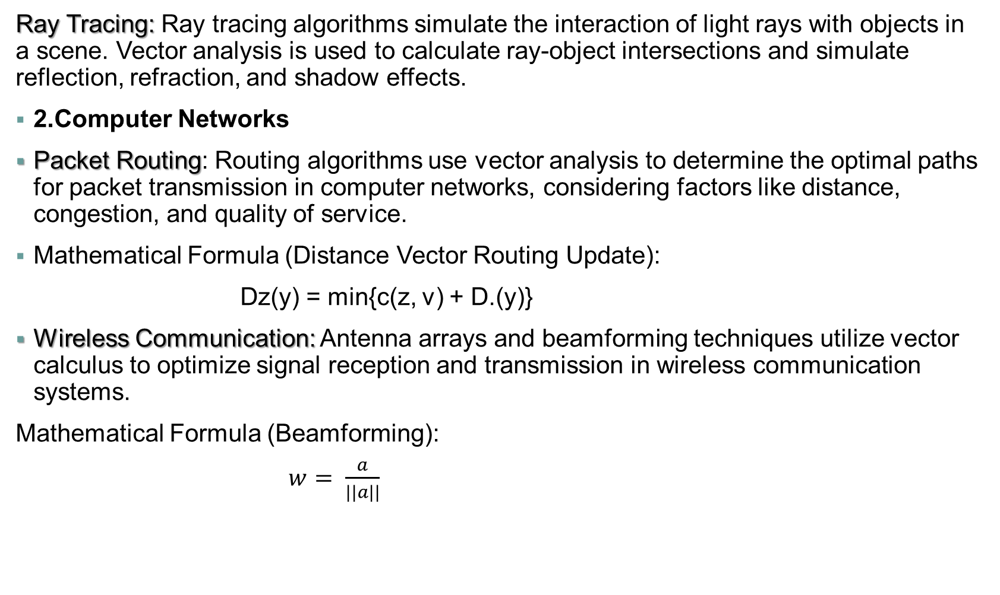 Ray Tracing: Ray tracing algorithms simulate the interaction of light rays with objects in
a scene. Vector analysis is used to calculate ray-object intersections and simulate
reflection, refraction, and shadow effects.
▪ 2.Computer Networks
▪ Packet Routing: Routing algorithms use vector analysis to determine the optimal paths
for packet transmission in computer networks, considering factors like distance,
congestion, and quality of service.
▪ Mathematical Formula (Distance Vector Routing Update):
Dz(y) = min{c(z, v) + D.(y)}
▪ Wireless Communication: Antenna arrays and beamforming techniques utilize vector
calculus to optimize signal reception and transmission in wireless communication
systems.
Mathematical Formula (Beamforming):
w = a / ||a||